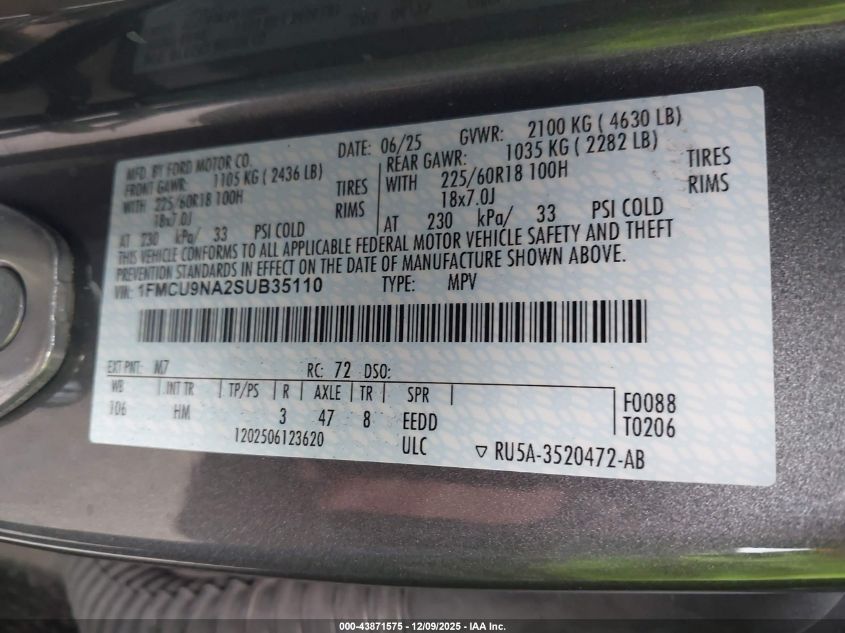 MFD. BY FORD MOTOR CO. DATE: 06/25 GVWR: 2100 KG ( 4630 LB)
FRONT GAWR: 1105 KG ( 2436 LB) REAR GAWR: 1035 KG ( 2282 LB)
WITH 225/60R18 100H TIRES WITH 225/60R18 100H TIRES
18x7.0J RIMS 18x7.0J RIMS
AT 230 kPa/ 33 PSI COLD AT 230 kPa/ 33 PSI COLD
THIS VEHICLE CONFORMS TO ALL APPLICABLE FEDERAL MOTOR VEHICLE SAFETY AND THEFT
PREVENTION STANDARDS IN EFFECT ON THE DATE OF MANUFACTURE SHOWN ABOVE.
VIN: 1FMCU9NA2SUB35110 TYPE: MPV
EXT PNT: M7 RC: 72 DSO:
WB INT TR TP/PS R AXLE TR SPR
106 HM 3 47 8 EEDD F0088
1202506123620 ULC T0206
▽ RU5A-3520472-AB
000-43871575 — 12/09/2025 — IAA Inc.